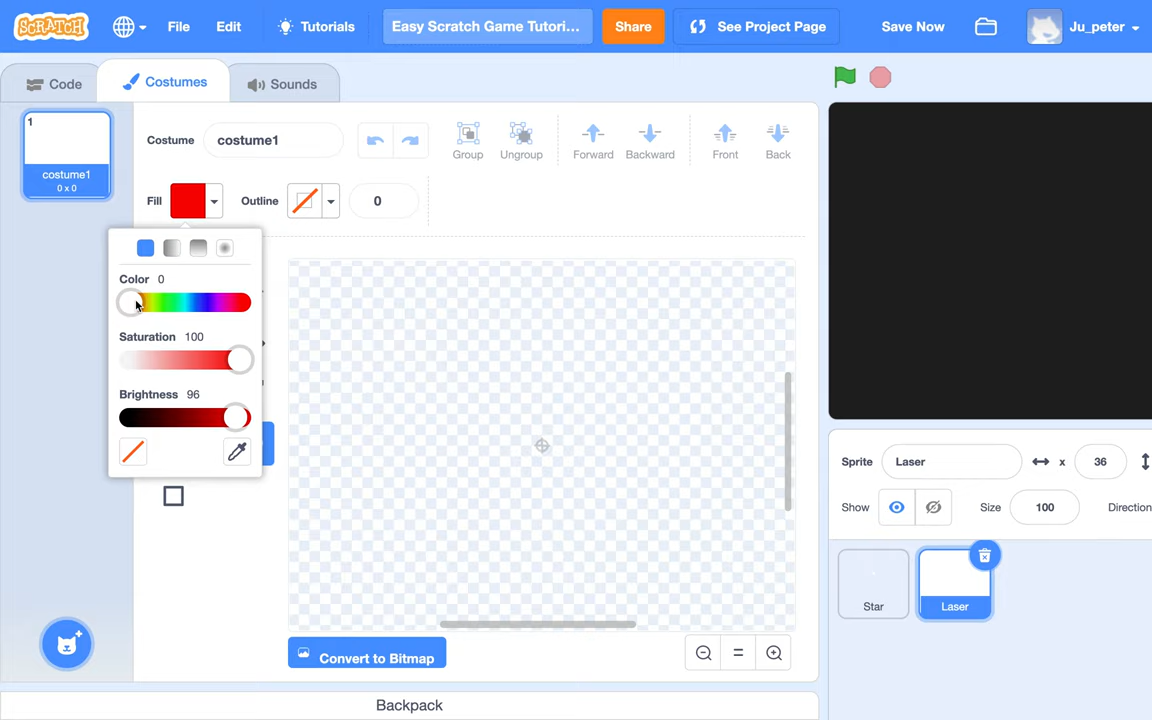 SCRATCH
File
Edit
Tutorials
Easy Scratch Game Tutori...
Share
See Project Page
Save Now
Ju_peter
Code
Costumes
Sounds
1
costume1
0 x 0
Costume
costume1
Group
Ungroup
Forward
Backward
Front
Back
Fill
Outline
0
Color 0
Saturation 100
Brightness 96
Convert to Bitmap
Backpack
Sprite
Laser
x
36
Show
Size
100
Direction
Star
Laser